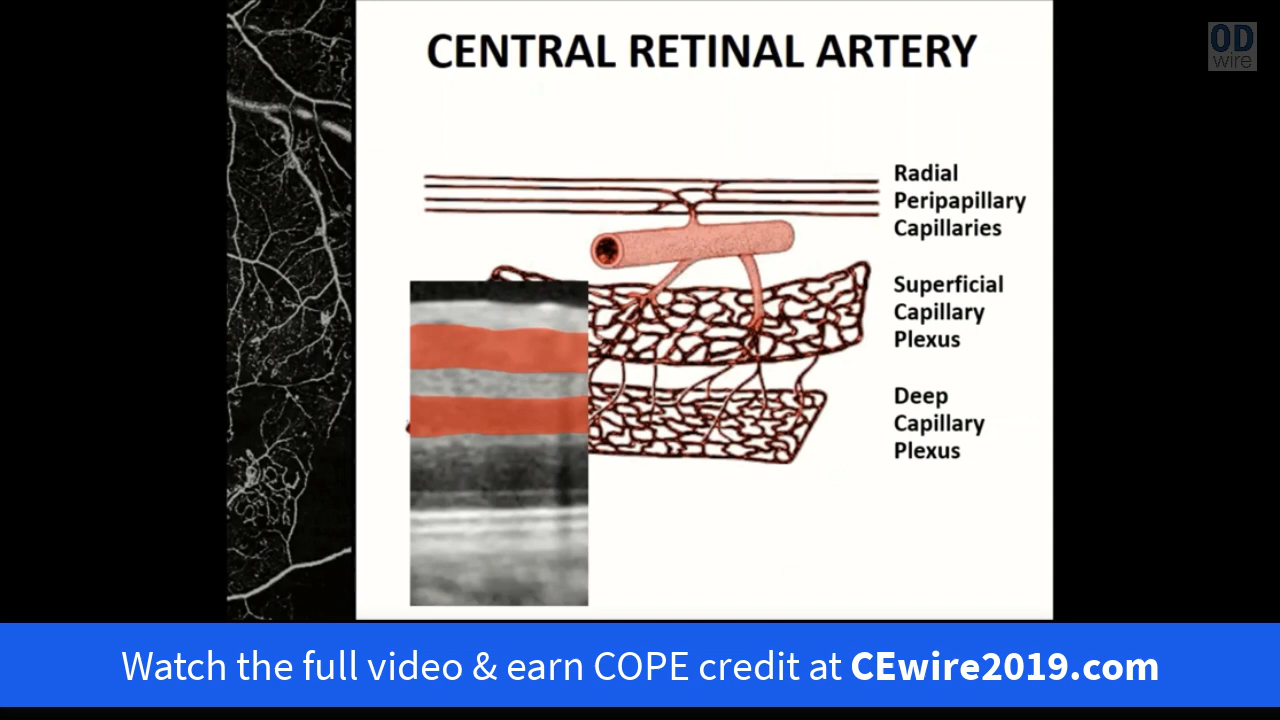 CENTRAL RETINAL ARTERY
OD
wire
Radial
Peripapillary
Capillaries
Superficial
Capillary
Plexus
Deep
Capillary
Plexus
Watch the full video & earn COPE credit at CEwire2019.com